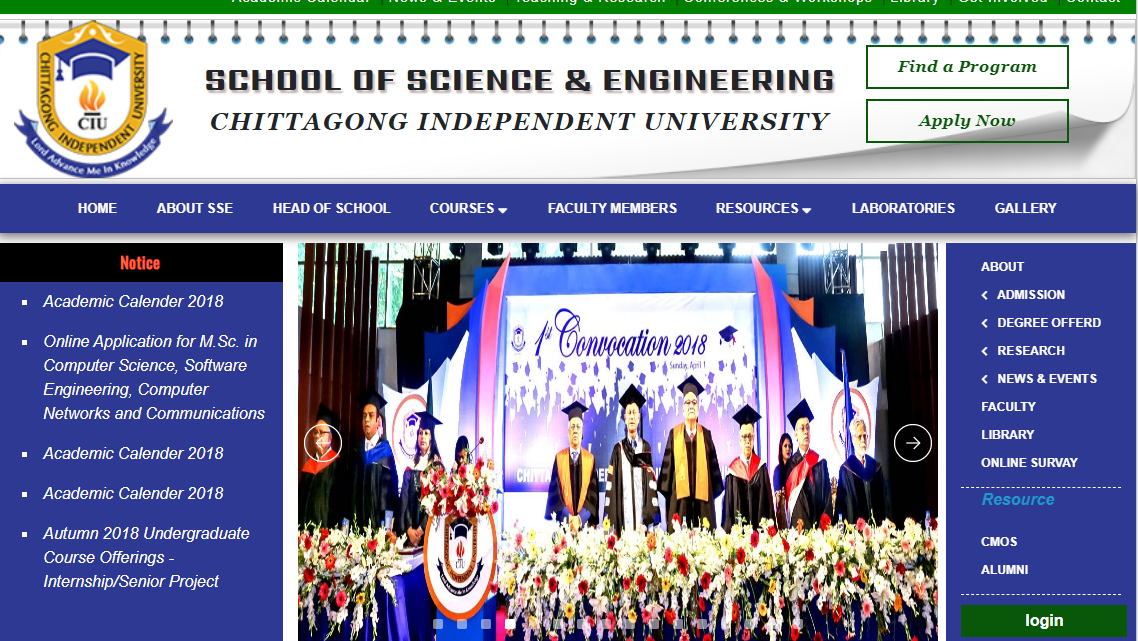 Academic Calendar News & Events Teaching & Research Conferences & Workshops Library Get Involved Contact
CHITTAGONG INDEPENDENT UNIVERSITY
CIU
Lord Advance Me In Knowledge
SCHOOL OF SCIENCE & ENGINEERING
CHITTAGONG INDEPENDENT UNIVERSITY
Find a Program
Apply Now
HOME ABOUT SSE HEAD OF SCHOOL COURSES FACULTY MEMBERS RESOURCES LABORATORIES GALLERY
Notice
Academic Calender 2018
Online Application for M.Sc. in
Computer Science, Software
Engineering, Computer
Networks and Communications
Academic Calender 2018
Academic Calender 2018
Autumn 2018 Undergraduate
Course Offerings -
Internship/Senior Project
1st Convocation 2018
Sunday, April 1
ABOUT
ADMISSION
DEGREE OFFERD
RESEARCH
NEWS & EVENTS
FACULTY
LIBRARY
ONLINE SURVAY
Resource
CMOS
ALUMNI
login